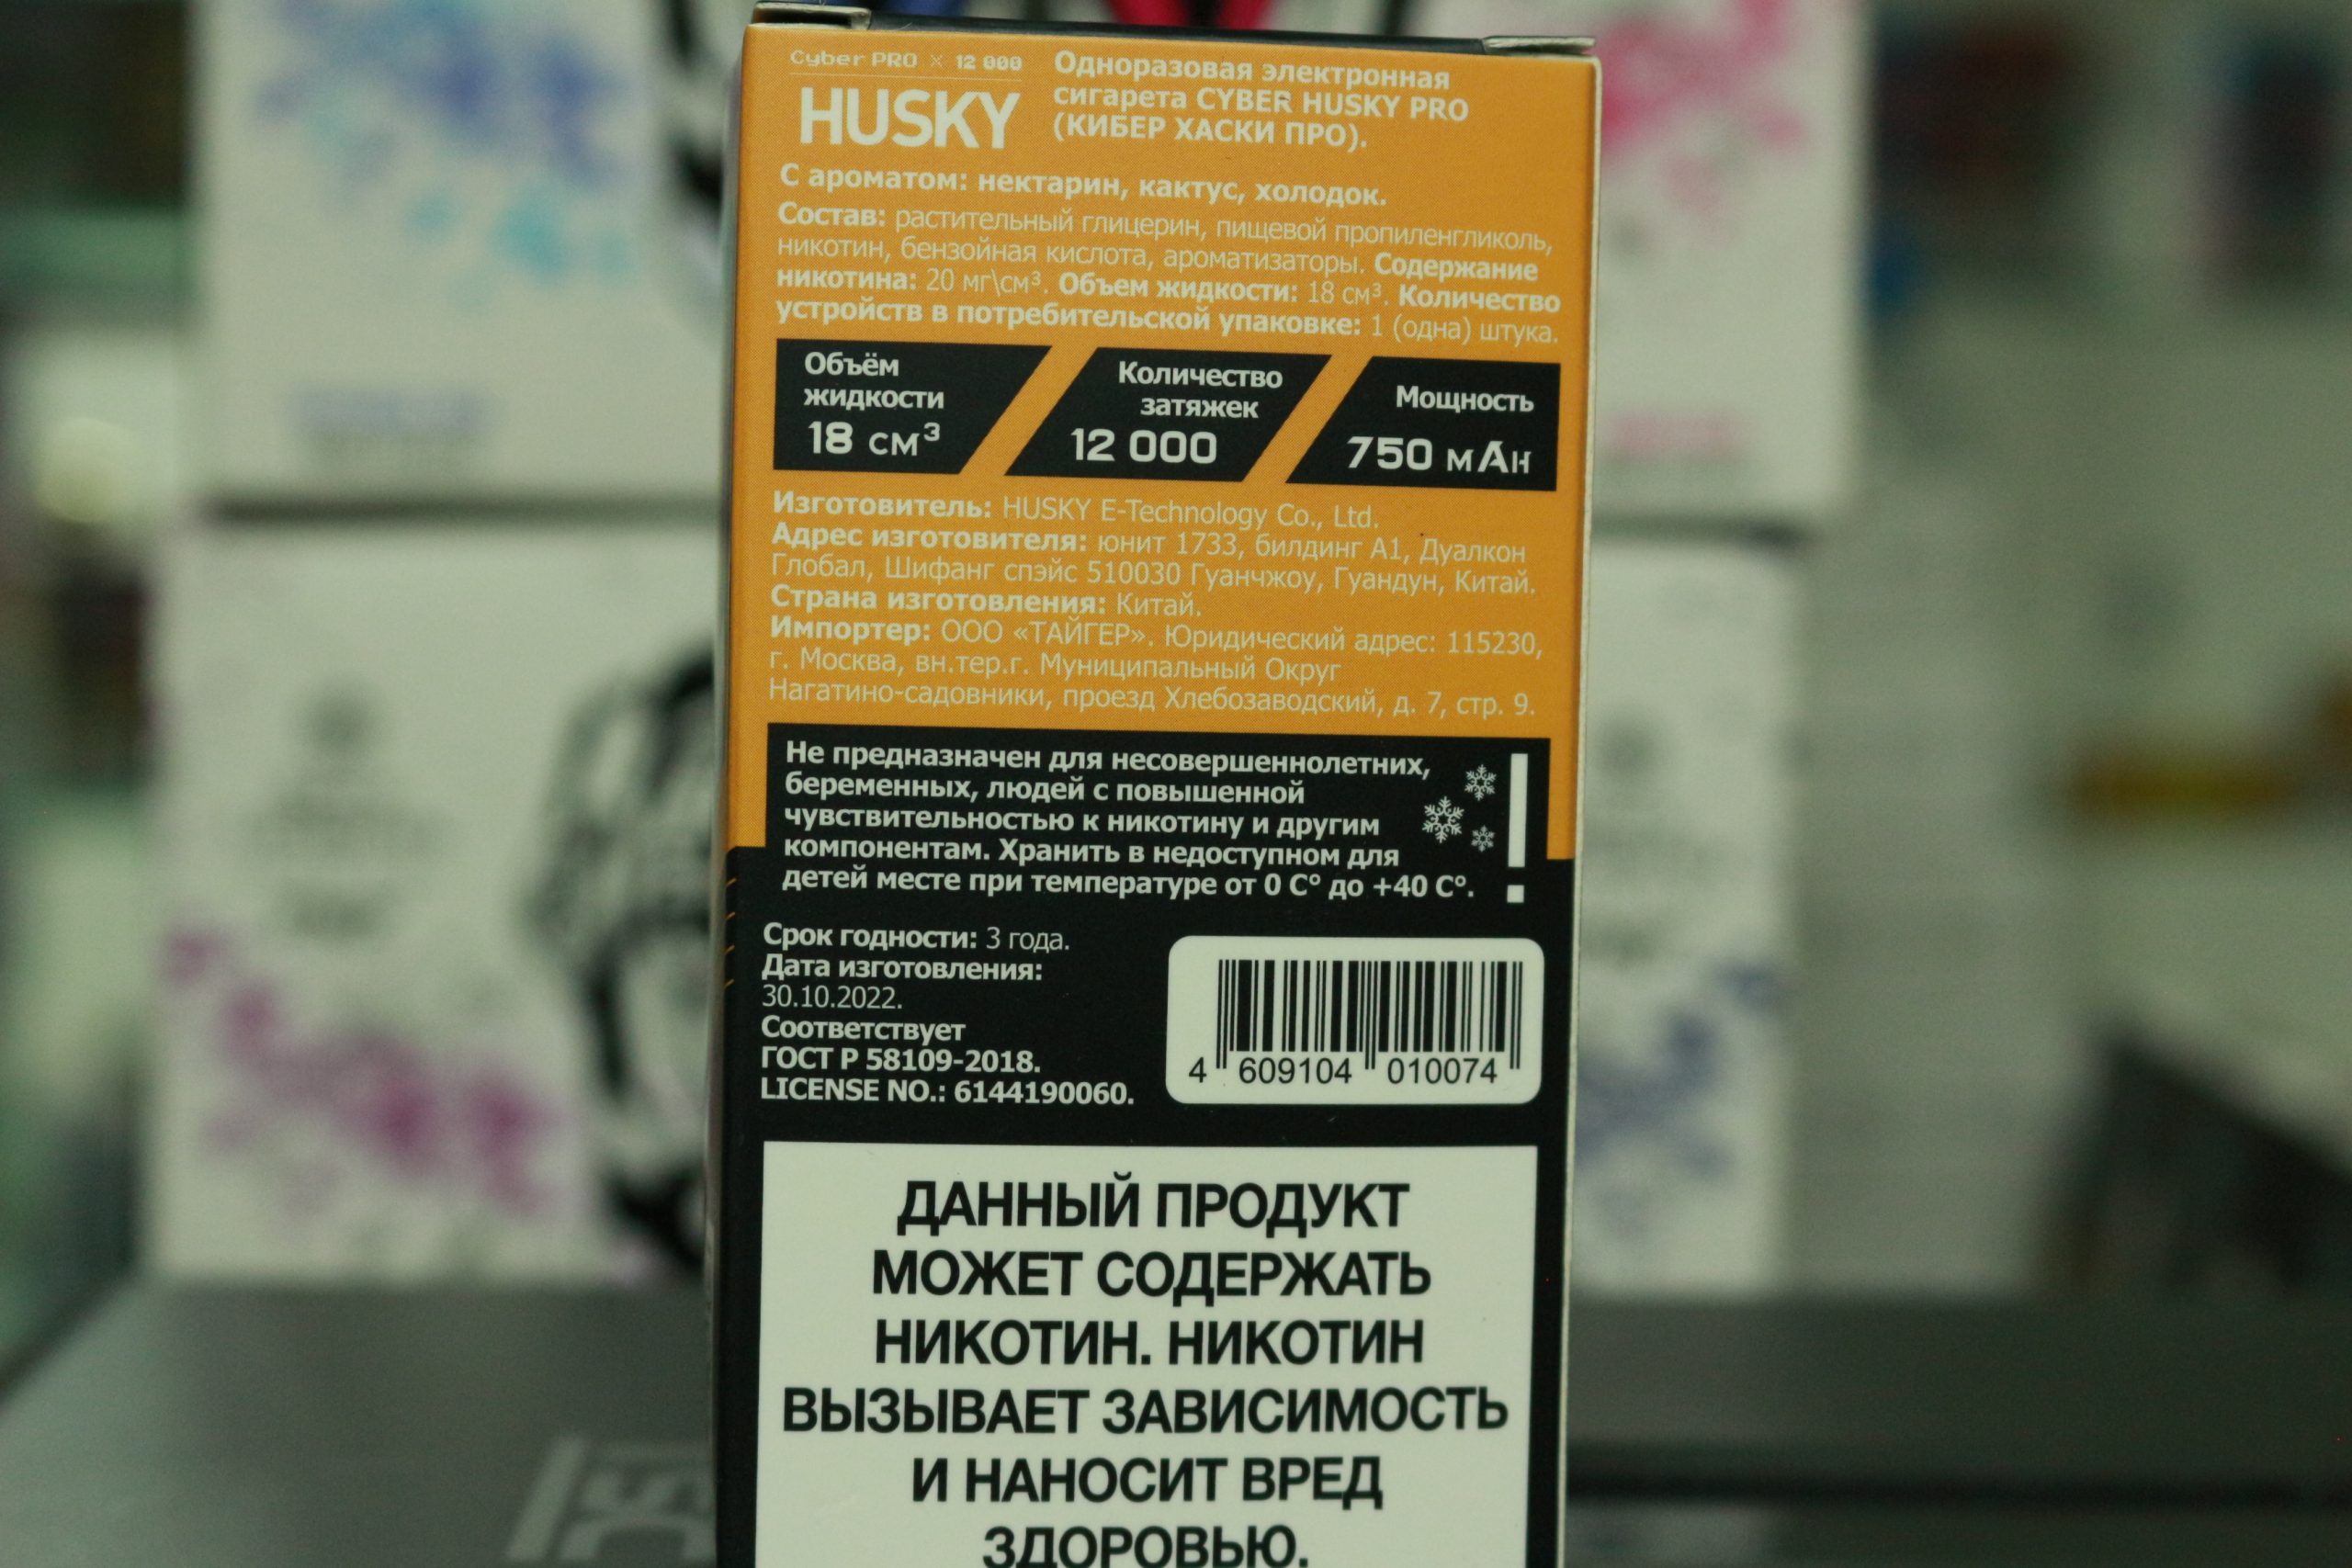 Cyber PRO × 12 000
HUSKY
Одноразовая электронная
сигарета CYBER HUSKY PRO
(КИБЕР ХАСКИ ПРО).
С ароматом: нектарин, кактус, холодок.
Состав: растительный глицерин, пищевой пропиленгликоль,
никотин, бензойная кислота, ароматизаторы. Содержание
никотина: 20 мг\см³. Объем жидкости: 18 см³. Количество
устройств в потребительской упаковке: 1 (одна) штука.
Объём
жидкости
18 см³
Количество
затяжек
12 000
Мощность
750 мАн
Изготовитель: HUSKY E-Technology Co., Ltd.
Адрес изготовителя: юнит 1733, билдинг А1, Дуалкон
Глобал, Шифанг спэйс 510030 Гуанчжоу, Гуандун, Китай.
Страна изготовления: Китай.
Импортер: ООО «ТАЙГЕР». Юридический адрес: 115230,
г. Москва, вн.тер.г. Муниципальный Округ
Нагатино-садовники, проезд Хлебозаводский, д. 7, стр. 9.
Не предназначен для несовершеннолетних,
беременных, людей с повышенной
чувствительностью к никотину и другим
компонентам. Хранить в недоступном для
детей месте при температуре от 0 С° до +40 С°.
!
Срок годности: 3 года.
Дата изготовления:
30.10.2022.
Соответствует
ГОСТ Р 58109-2018.
LICENSE NO.: 6144190060.
4 609104 010074
ДАННЫЙ ПРОДУКТ
МОЖЕТ СОДЕРЖАТЬ
НИКОТИН. НИКОТИН
ВЫЗЫВАЕТ ЗАВИСИМОСТЬ
И НАНОСИТ ВРЕД
ЗДОРОВЬЮ.